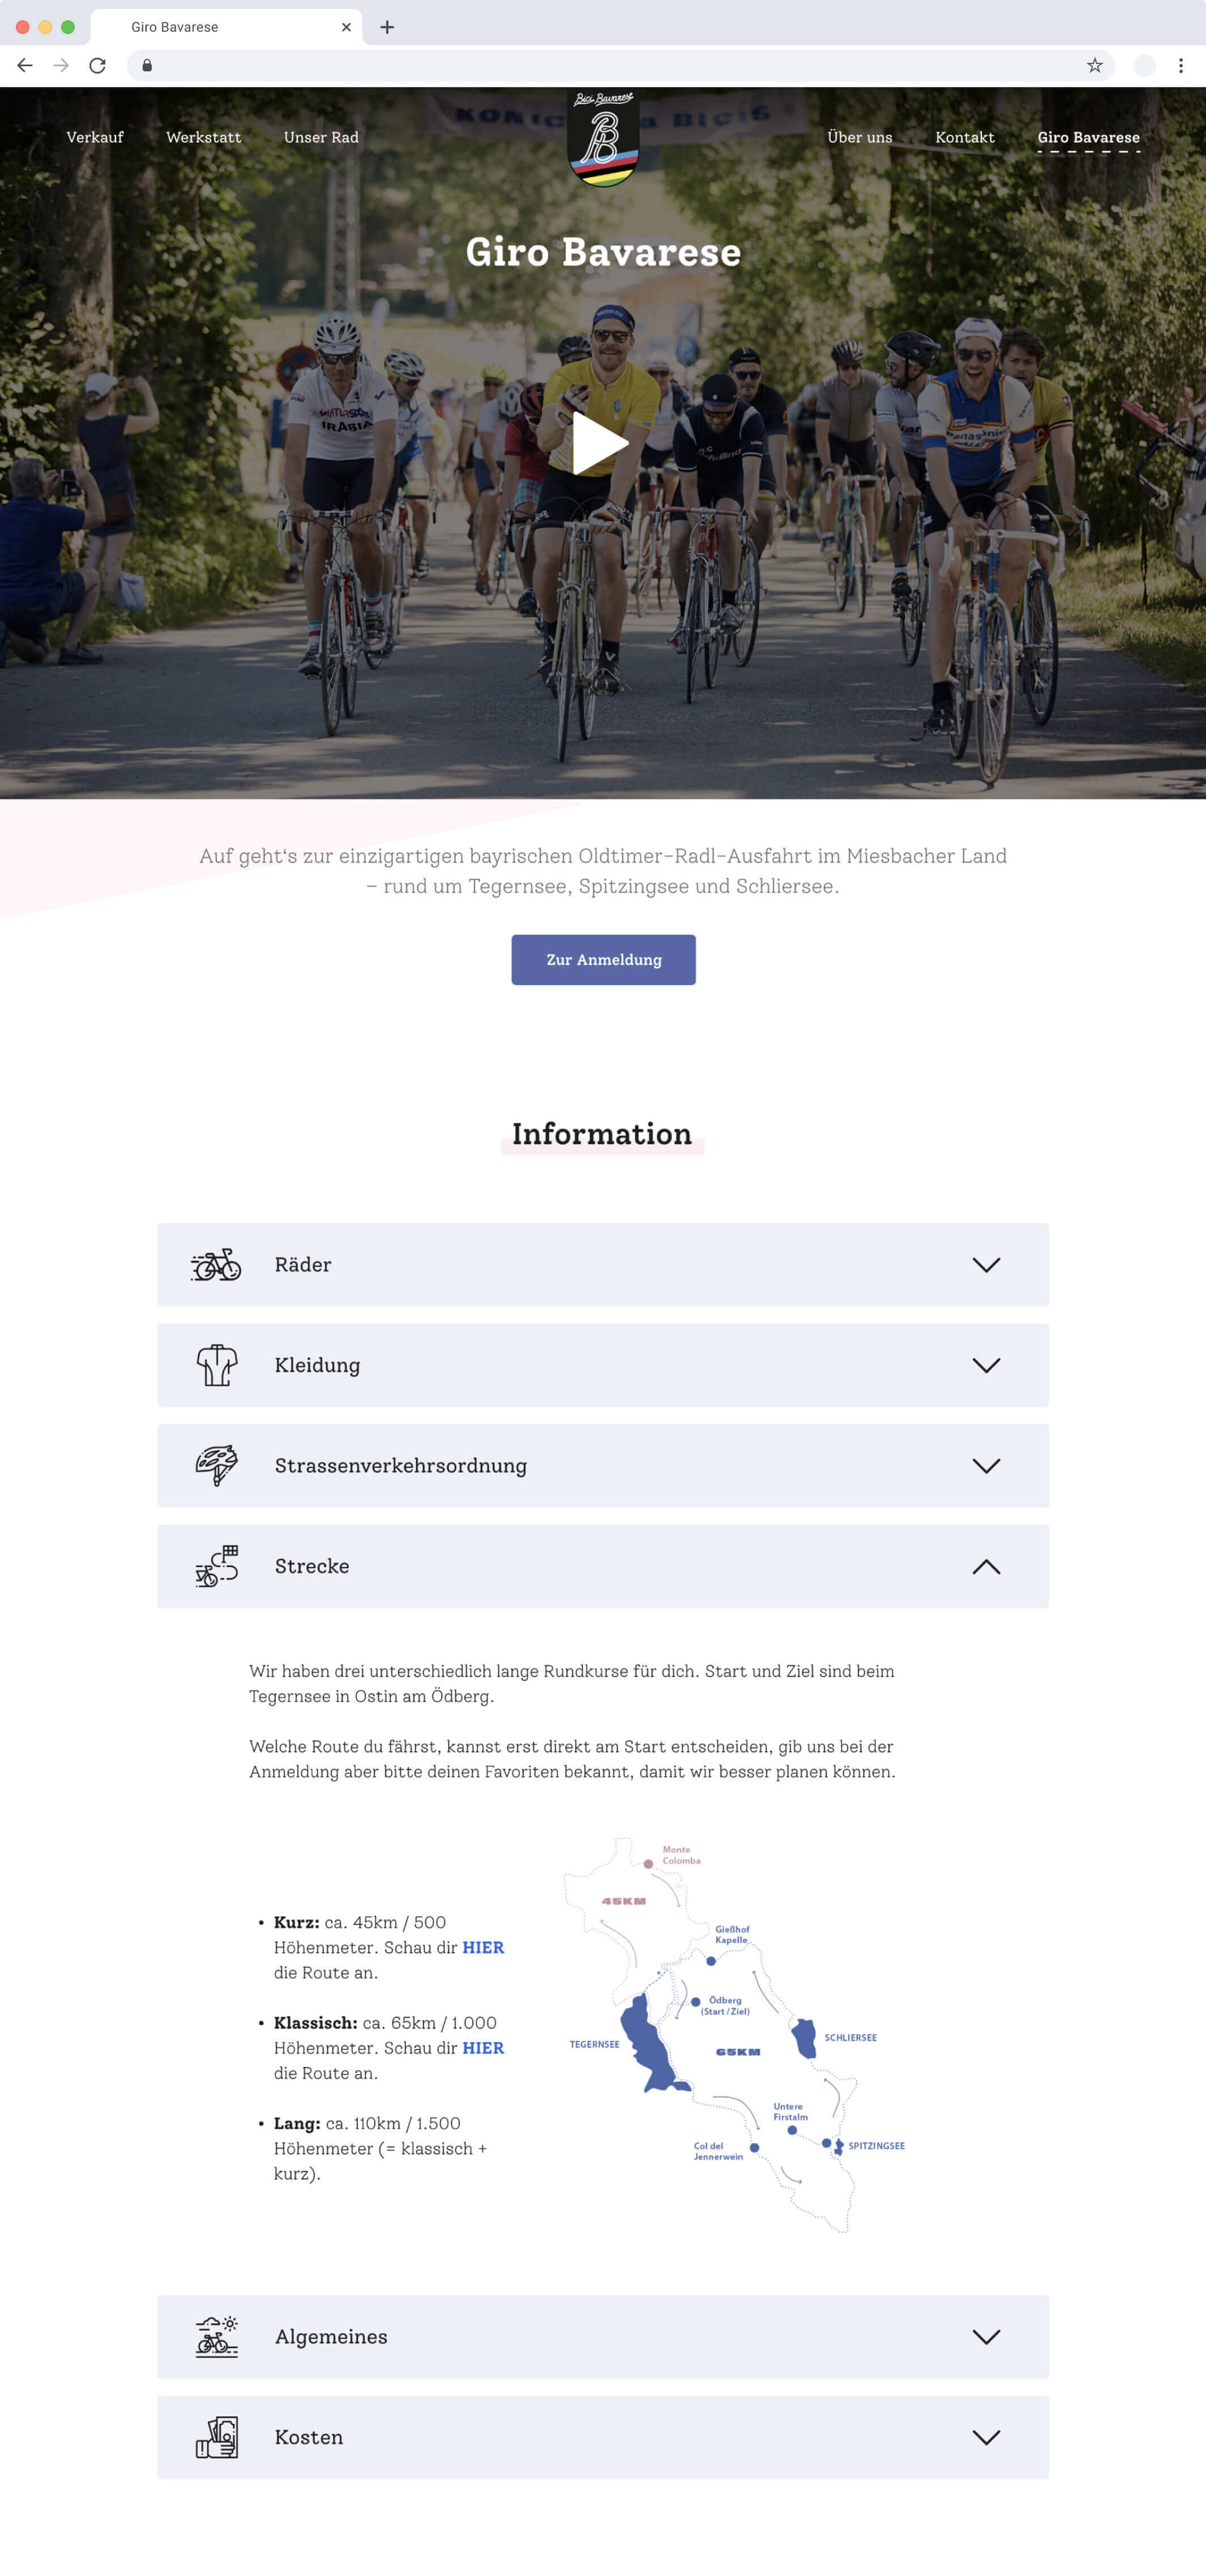 Giro Bavarese
Verkauf
Werkstatt
Unser Rad
Bici Bavarese
Über uns
Kontakt
Giro Bavarese
Giro Bavarese
IRABIA
Panasonic
Auf geht‘s zur einzigartigen bayrischen Oldtimer-Radl-Ausfahrt im Miesbacher Land
– rund um Tegernsee, Spitzingsee und Schliersee.
Zur Anmeldung
Information
Räder
Kleidung
Strassenverkehrsordnung
Strecke
Wir haben drei unterschiedlich lange Rundkurse für dich. Start und Ziel sind beim
Tegernsee in Ostin am Ödberg.
Welche Route du fährst, kannst erst direkt am Start entscheiden, gib uns bei der
Anmeldung aber bitte deinen Favoriten bekannt, damit wir besser planen können.
• Kurz: ca. 45km / 500
Höhenmeter. Schau dir HIER
die Route an.
• Klassisch: ca. 65km / 1.000
Höhenmeter. Schau dir HIER
die Route an.
• Lang: ca. 110km / 1.500
Höhenmeter (= klassisch +
kurz).
Monte
Colomba
45KM
Gießhof
Kapelle
Ödberg
(Start/Ziel)
TEGERNSEE
65KM
SCHLIERSEE
Untere
Firstalm
Col del
Jennerwein
SPITZINGSEE
Algemeines
Kosten